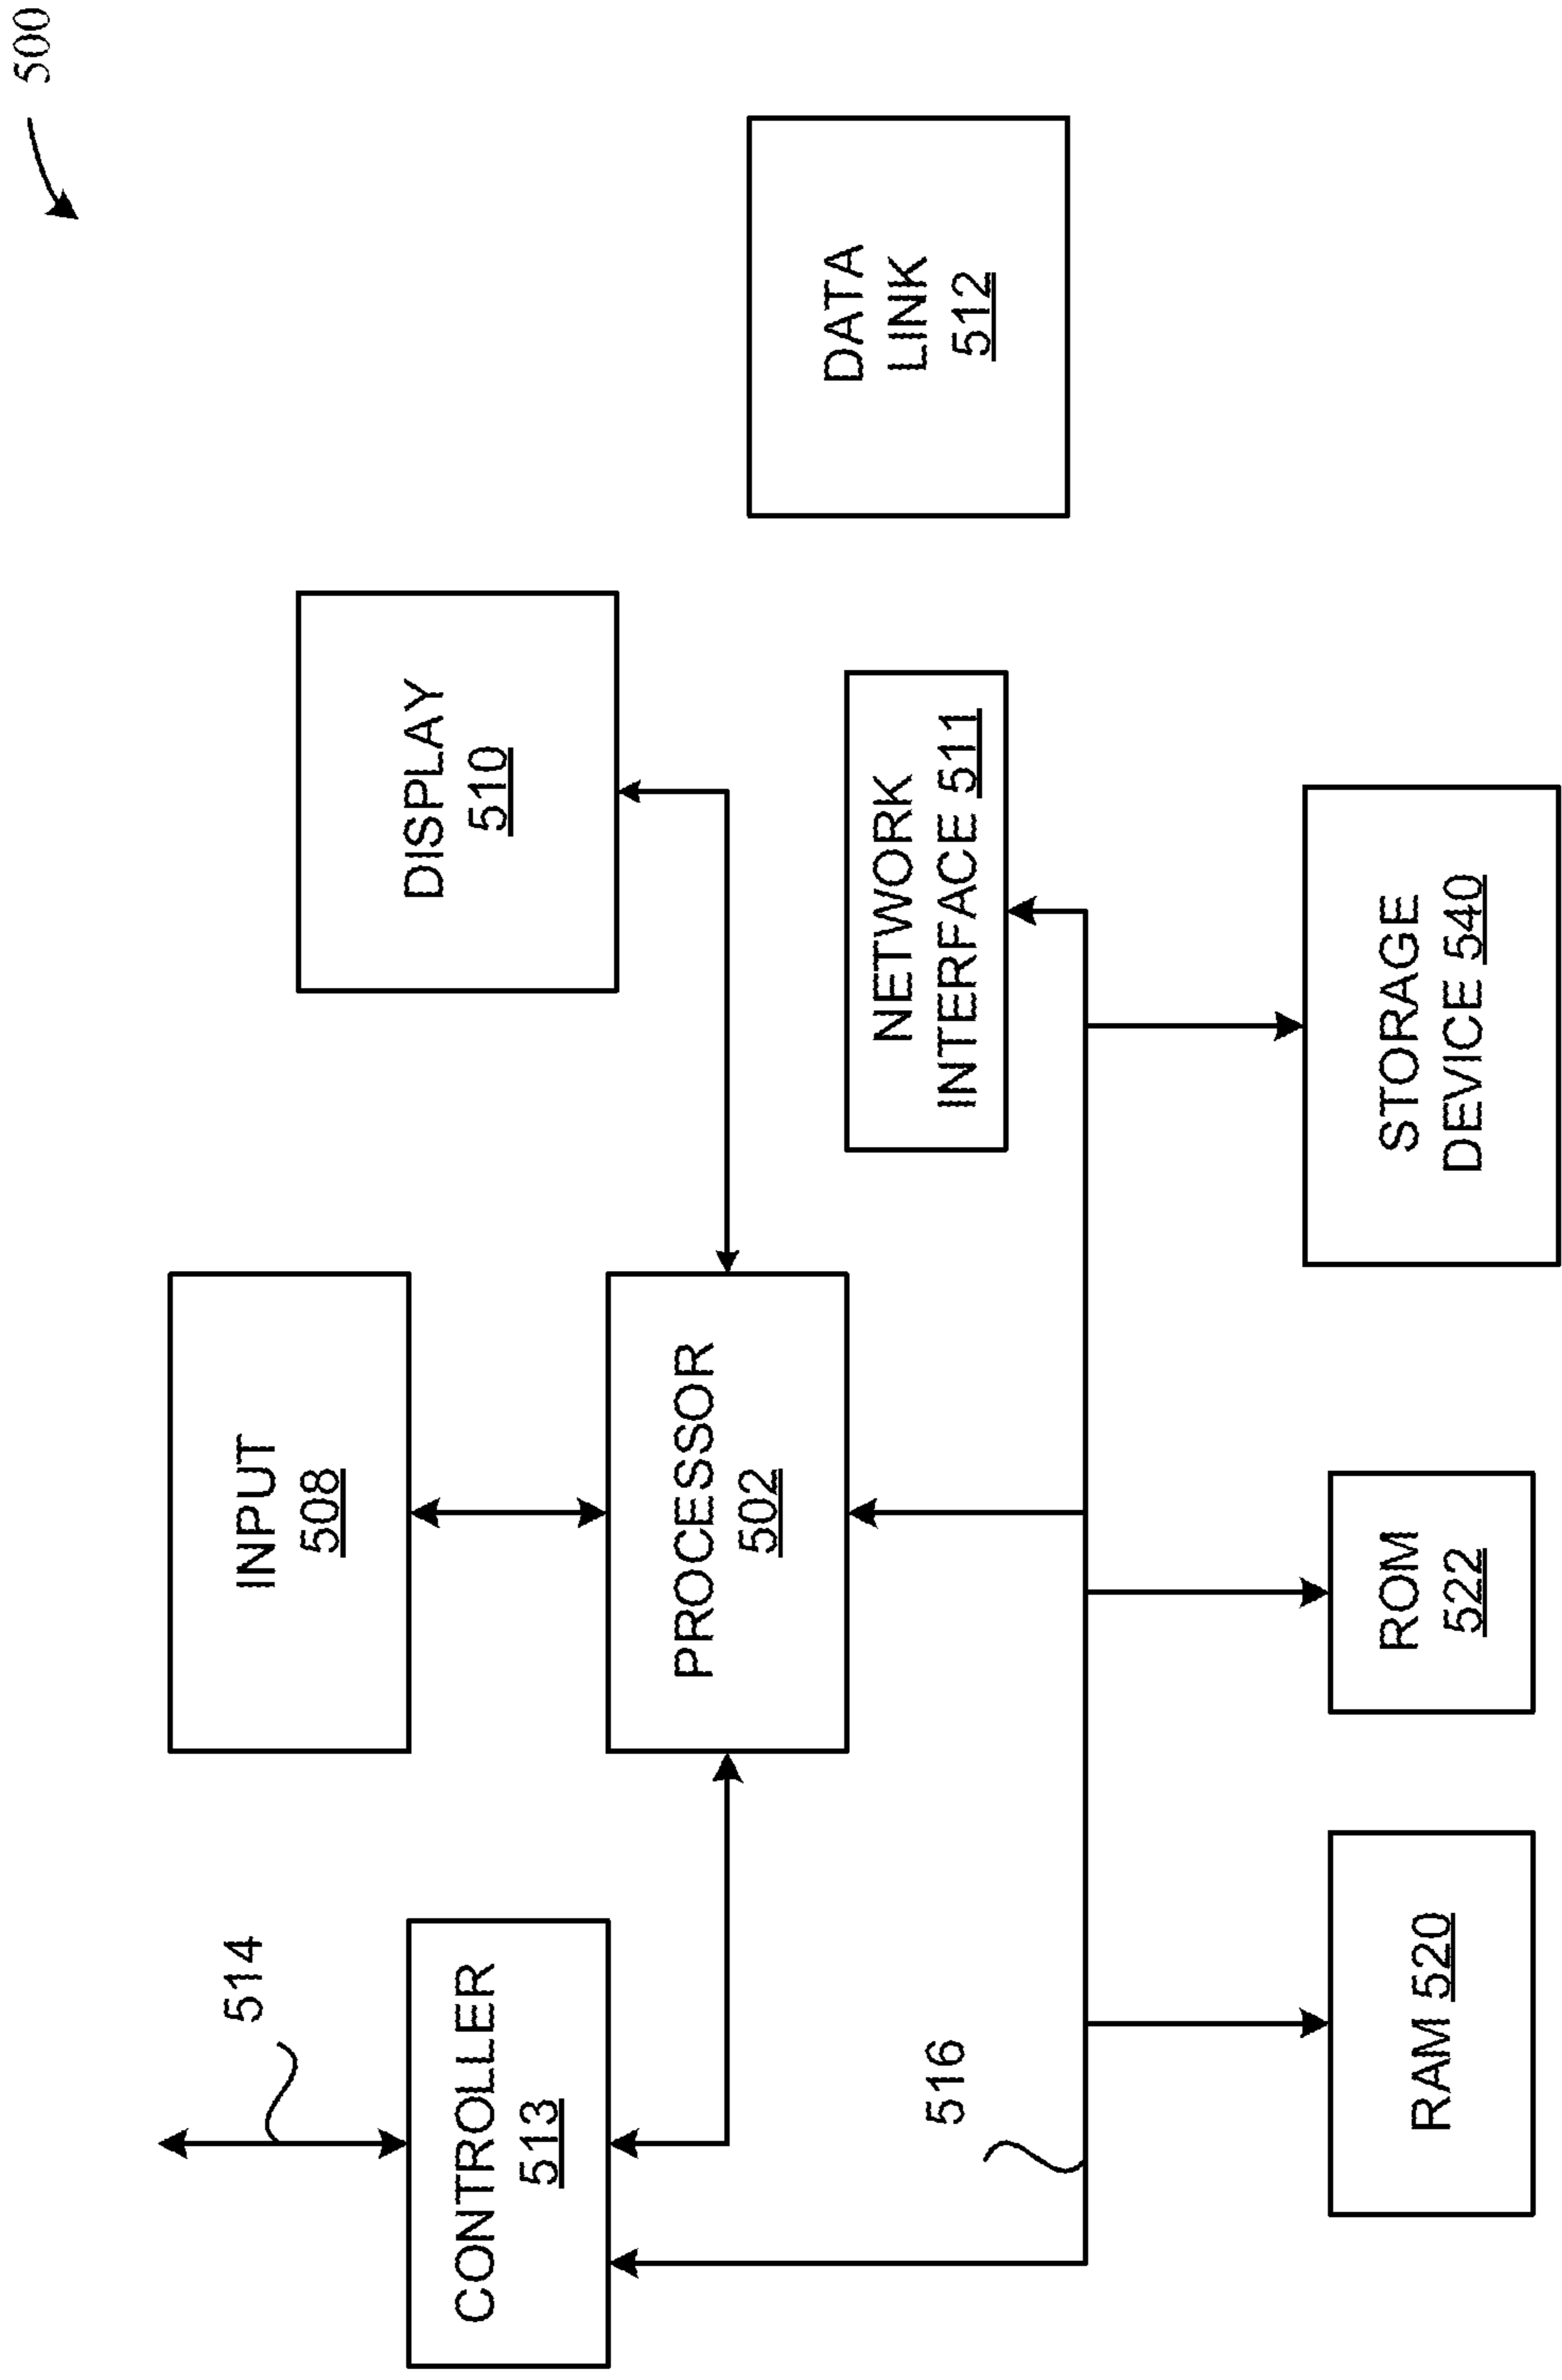 500
INPUT
508
DISPLAY
510
514
CONTROLLER
513
PROCESSOR
502
NETWORK
INTERFACE 511
DATA
LINK
512
516
RAM 520
ROM
522
STORAGE
DEVICE 540